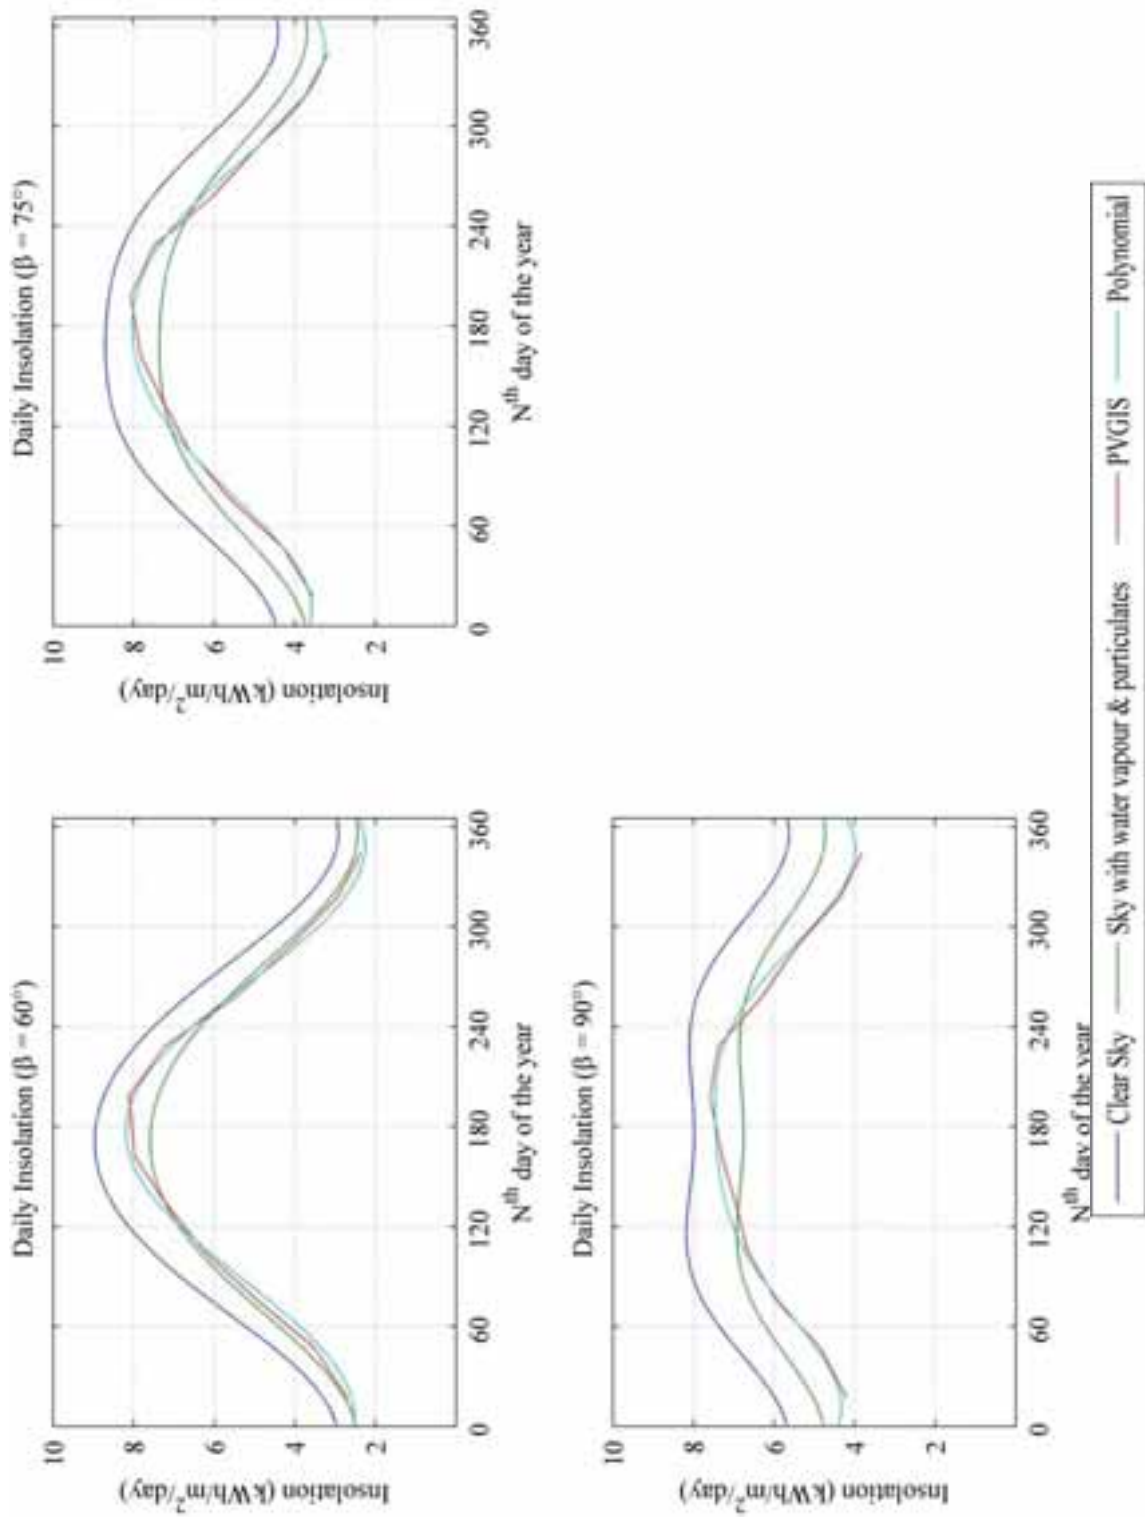 Daily Insolation (β = 60°)
Insolation (kWh/m²/day)
10
8
6
4
2
0
60
120
180
240
300
360
Nᵗʰ day of the year
Daily Insolation (β = 75°)
Insolation (kWh/m²/day)
10
8
6
4
2
0
60
120
180
240
300
360
Nᵗʰ day of the year
Daily Insolation (β = 90°)
Insolation (kWh/m²/day)
10
8
6
4
2
0
60
120
180
240
300
360
Nᵗʰ day of the year
Clear Sky
Sky with water vapour & particulates
PVGIS
Polynomial